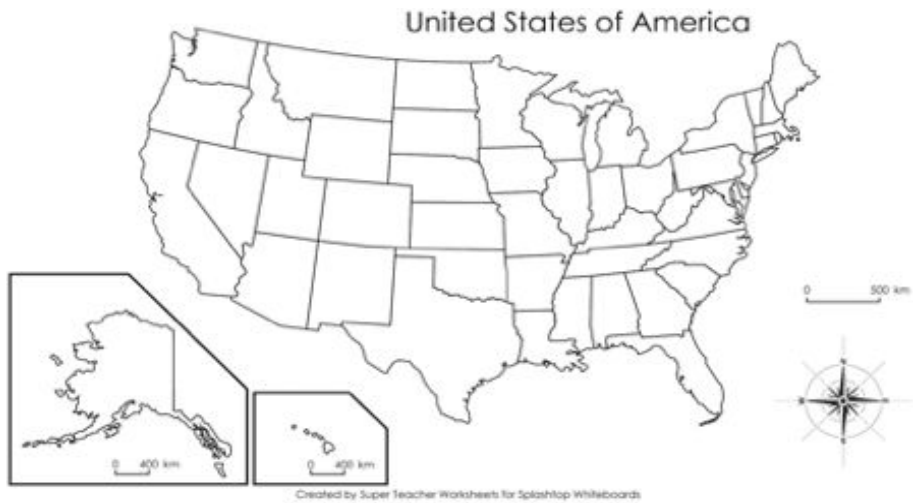 United States of America
0 500 km
N
S
0 400 km
0 400 km
Created by Super Teacher Worksheets for Splashtop Whiteboards